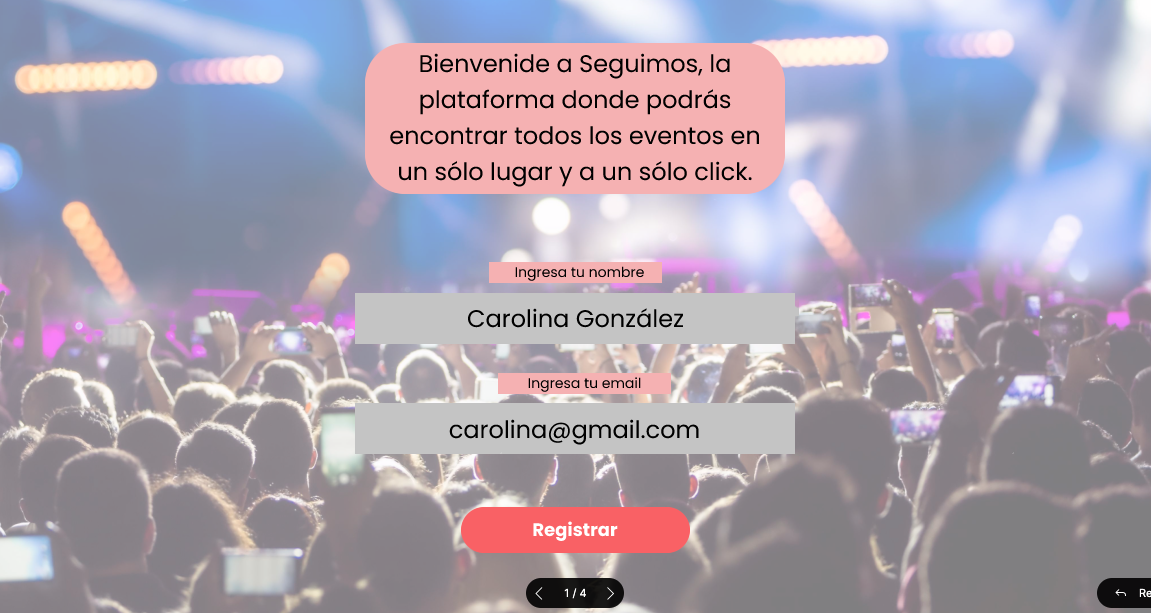 Bienvenide a Seguimos, la
plataforma donde podrás
encontrar todos los eventos en
un sólo lugar y a un sólo click.
Ingresa tu nombre
Carolina González
Ingresa tu email
carolina@gmail.com
Registrar
1 / 4